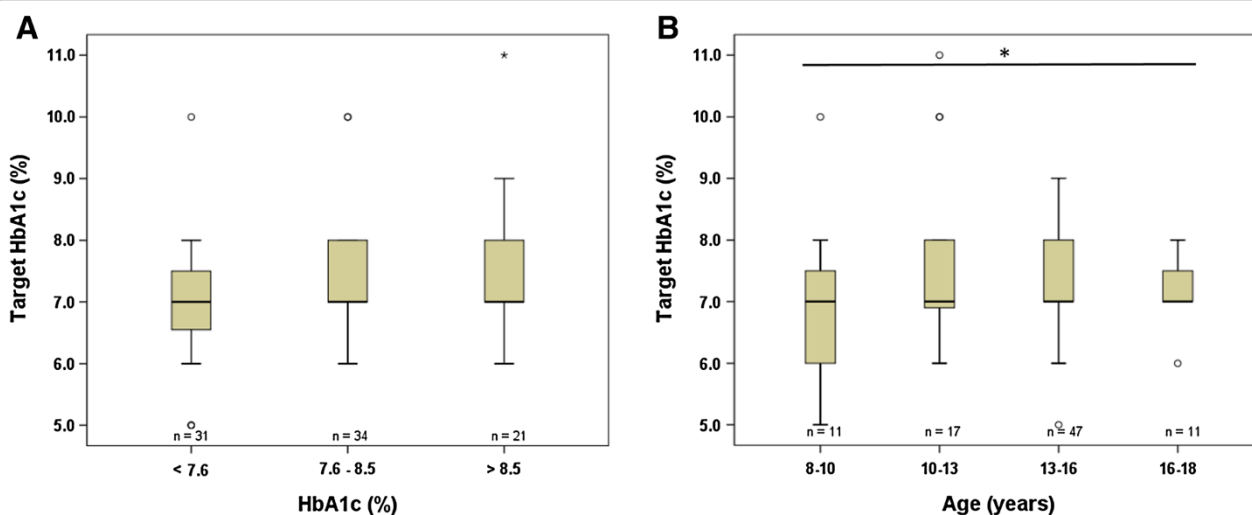 A
Target HbA1c (%)
11.0
10.0
9.0
8.0
7.0
6.0
5.0
n = 31 n = 34 n = 21
< 7.6 7.6 - 8.5 > 8.5
HbA1c (%)
B
Target HbA1c (%)
11.0
10.0
9.0
8.0
7.0
6.0
5.0
*
n = 11 n = 17 n = 47 n = 11
8-10 10-13 13-16 16-18
Age (years)